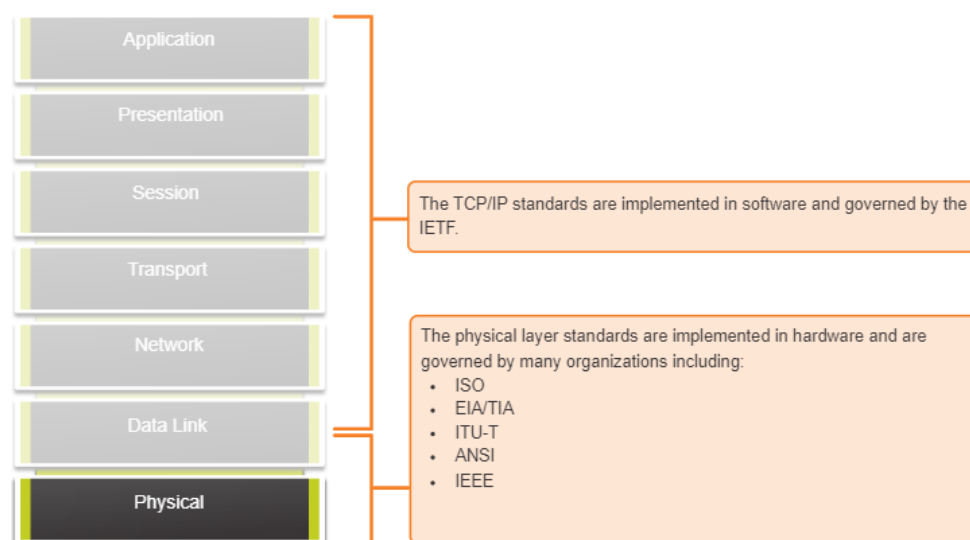 Application
Presentation
Session
Transport
Network
Data Link
Physical
The TCP/IP standards are implemented in software and governed by the
IETF.
The physical layer standards are implemented in hardware and are
governed by many organizations including:
• ISO
• EIA/TIA
• ITU-T
• ANSI
• IEEE